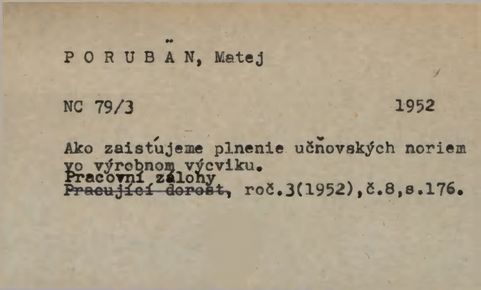 PORUBÄN, Matej
NC 79/3 1952
Ako zaisťujeme plnenie učňovských noriem
vo výrobnom výcviku.
Pracovní zálohy
Pracující dorost, roč.3(1952),č.8,s.176.